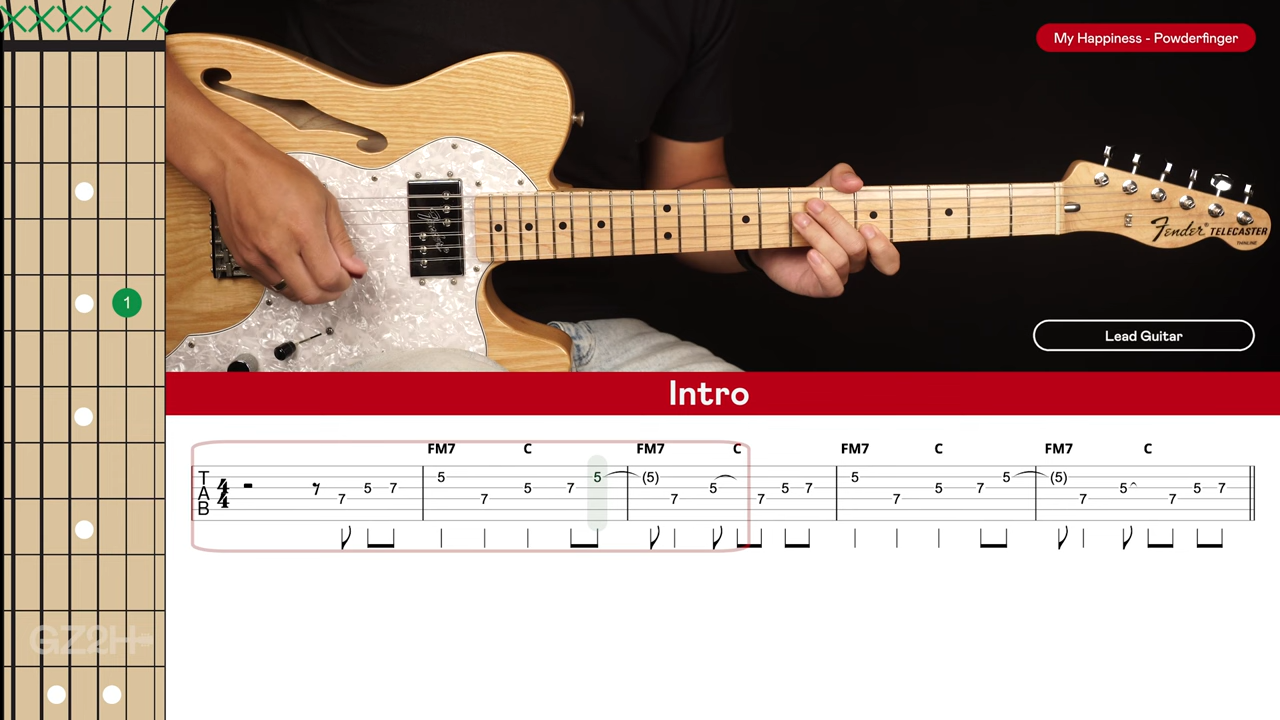 XXXX X
My Happiness - Powderfinger
Fender TELECASTER
THINLINE
1
Lead Guitar
Intro
FM7 C FM7 C FM7 C FM7 C
T A B 4 4 7 5 7 5 7 5 7 5 (5) 7 5 7 5 7 5 7 5 7 5 (5) 7 5^ 7 5 7
GZ2H